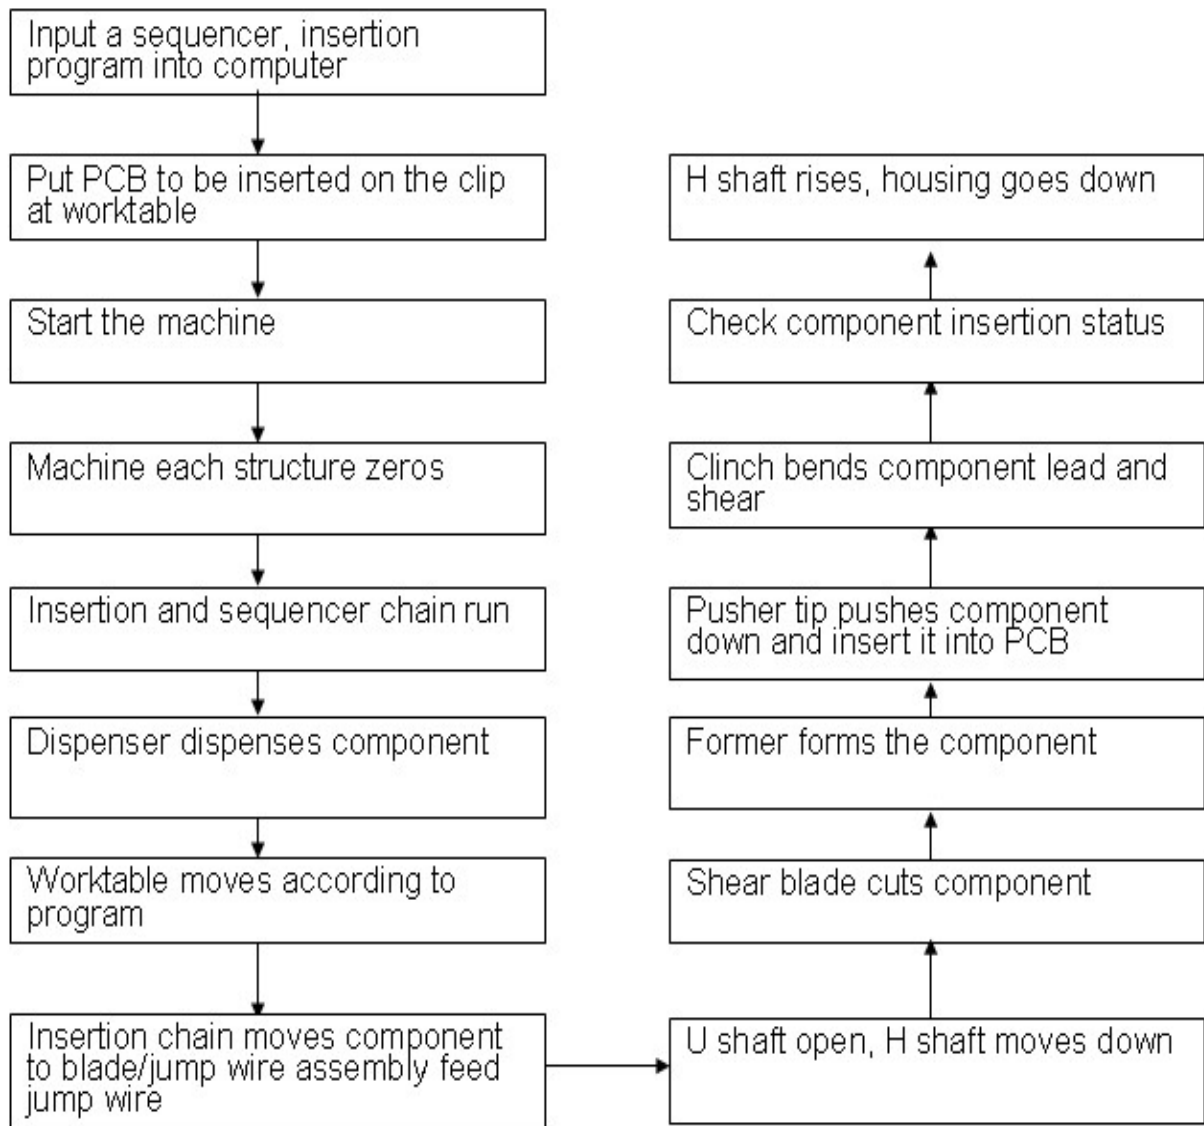 Input a sequencer, insertion
program into computer
Put PCB to be inserted on the clip
at worktable
Start the machine
Machine each structure zeros
Insertion and sequencer chain run
Dispenser dispenses component
Worktable moves according to
program
Insertion chain moves component
to blade/jump wire assembly feed
jump wire
U shaft open, H shaft moves down
Shear blade cuts component
Former forms the component
Pusher tip pushes component
down and insert it into PCB
Clinch bends component lead and
shear
Check component insertion status
H shaft rises, housing goes down